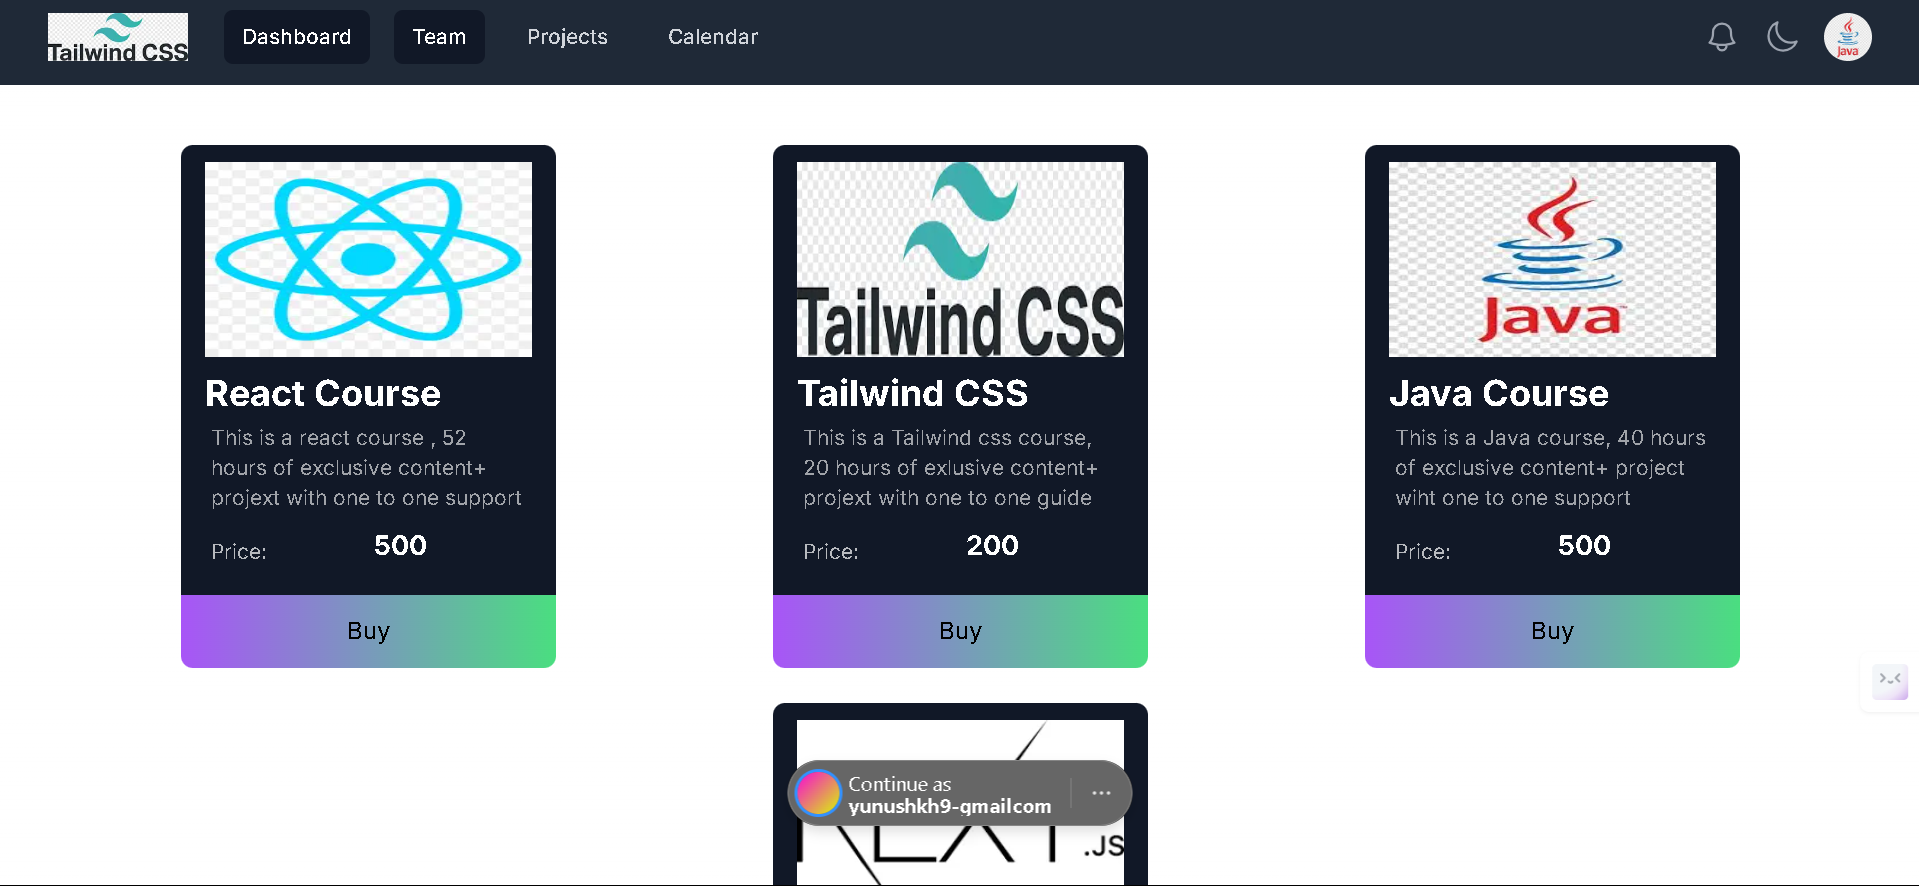 Tailwind CSS
Dashboard
Team
Projects
Calendar
Java
Tailwind CSS
Java
React Course
This is a react course , 52
hours of exclusive content+
projext with one to one support
Price:
500
Buy
Tailwind CSS
This is a Tailwind css course,
20 hours of exlusive content+
projext with one to one guide
Price:
200
Buy
Java Course
This is a Java course, 40 hours
of exclusive content+ project
wiht one to one support
Price:
500
Buy
Continue as
yunushkh9-gmailcom
.JS